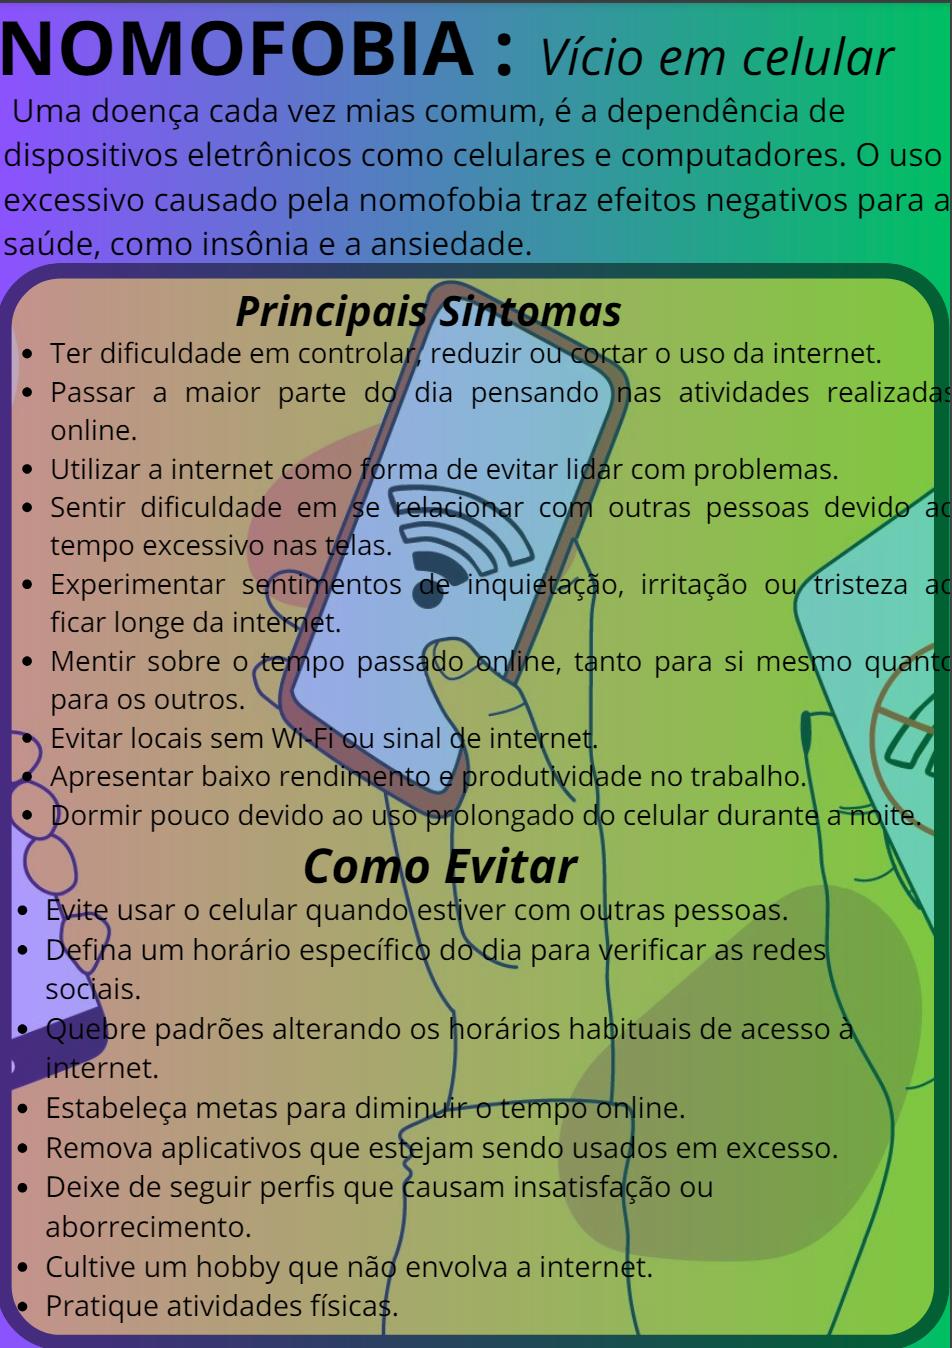 NOMOFOBIA : Vício em celular
Uma doença cada vez mias comum, é a dependência de
dispositivos eletrônicos como celulares e computadores. O uso
excessivo causado pela nomofobia traz efeitos negativos para a
saúde, como insônia e a ansiedade.
Principais Sintomas
• Ter dificuldade em controlar, reduzir ou cortar o uso da internet.
• Passar a maior parte do dia pensando nas atividades realizadas
online.
• Utilizar a internet como forma de evitar lidar com problemas.
• Sentir dificuldade em se relacionar com outras pessoas devido ao
tempo excessivo nas telas.
• Experimentar sentimentos de inquietação, irritação ou tristeza ao
ficar longe da internet.
• Mentir sobre o tempo passado online, tanto para si mesmo quanto
para os outros.
• Evitar locais sem Wi-Fi ou sinal de internet.
• Apresentar baixo rendimento e produtividade no trabalho.
• Dormir pouco devido ao uso prolongado do celular durante a noite.
Como Evitar
• Evite usar o celular quando estiver com outras pessoas.
• Defina um horário específico do dia para verificar as redes
sociais.
• Quebre padrões alterando os horários habituais de acesso à
internet.
• Estabeleça metas para diminuir o tempo online.
• Remova aplicativos que estejam sendo usados em excesso.
• Deixe de seguir perfis que causam insatisfação ou
aborrecimento.
• Cultive um hobby que não envolva a internet.
• Pratique atividades físicas.